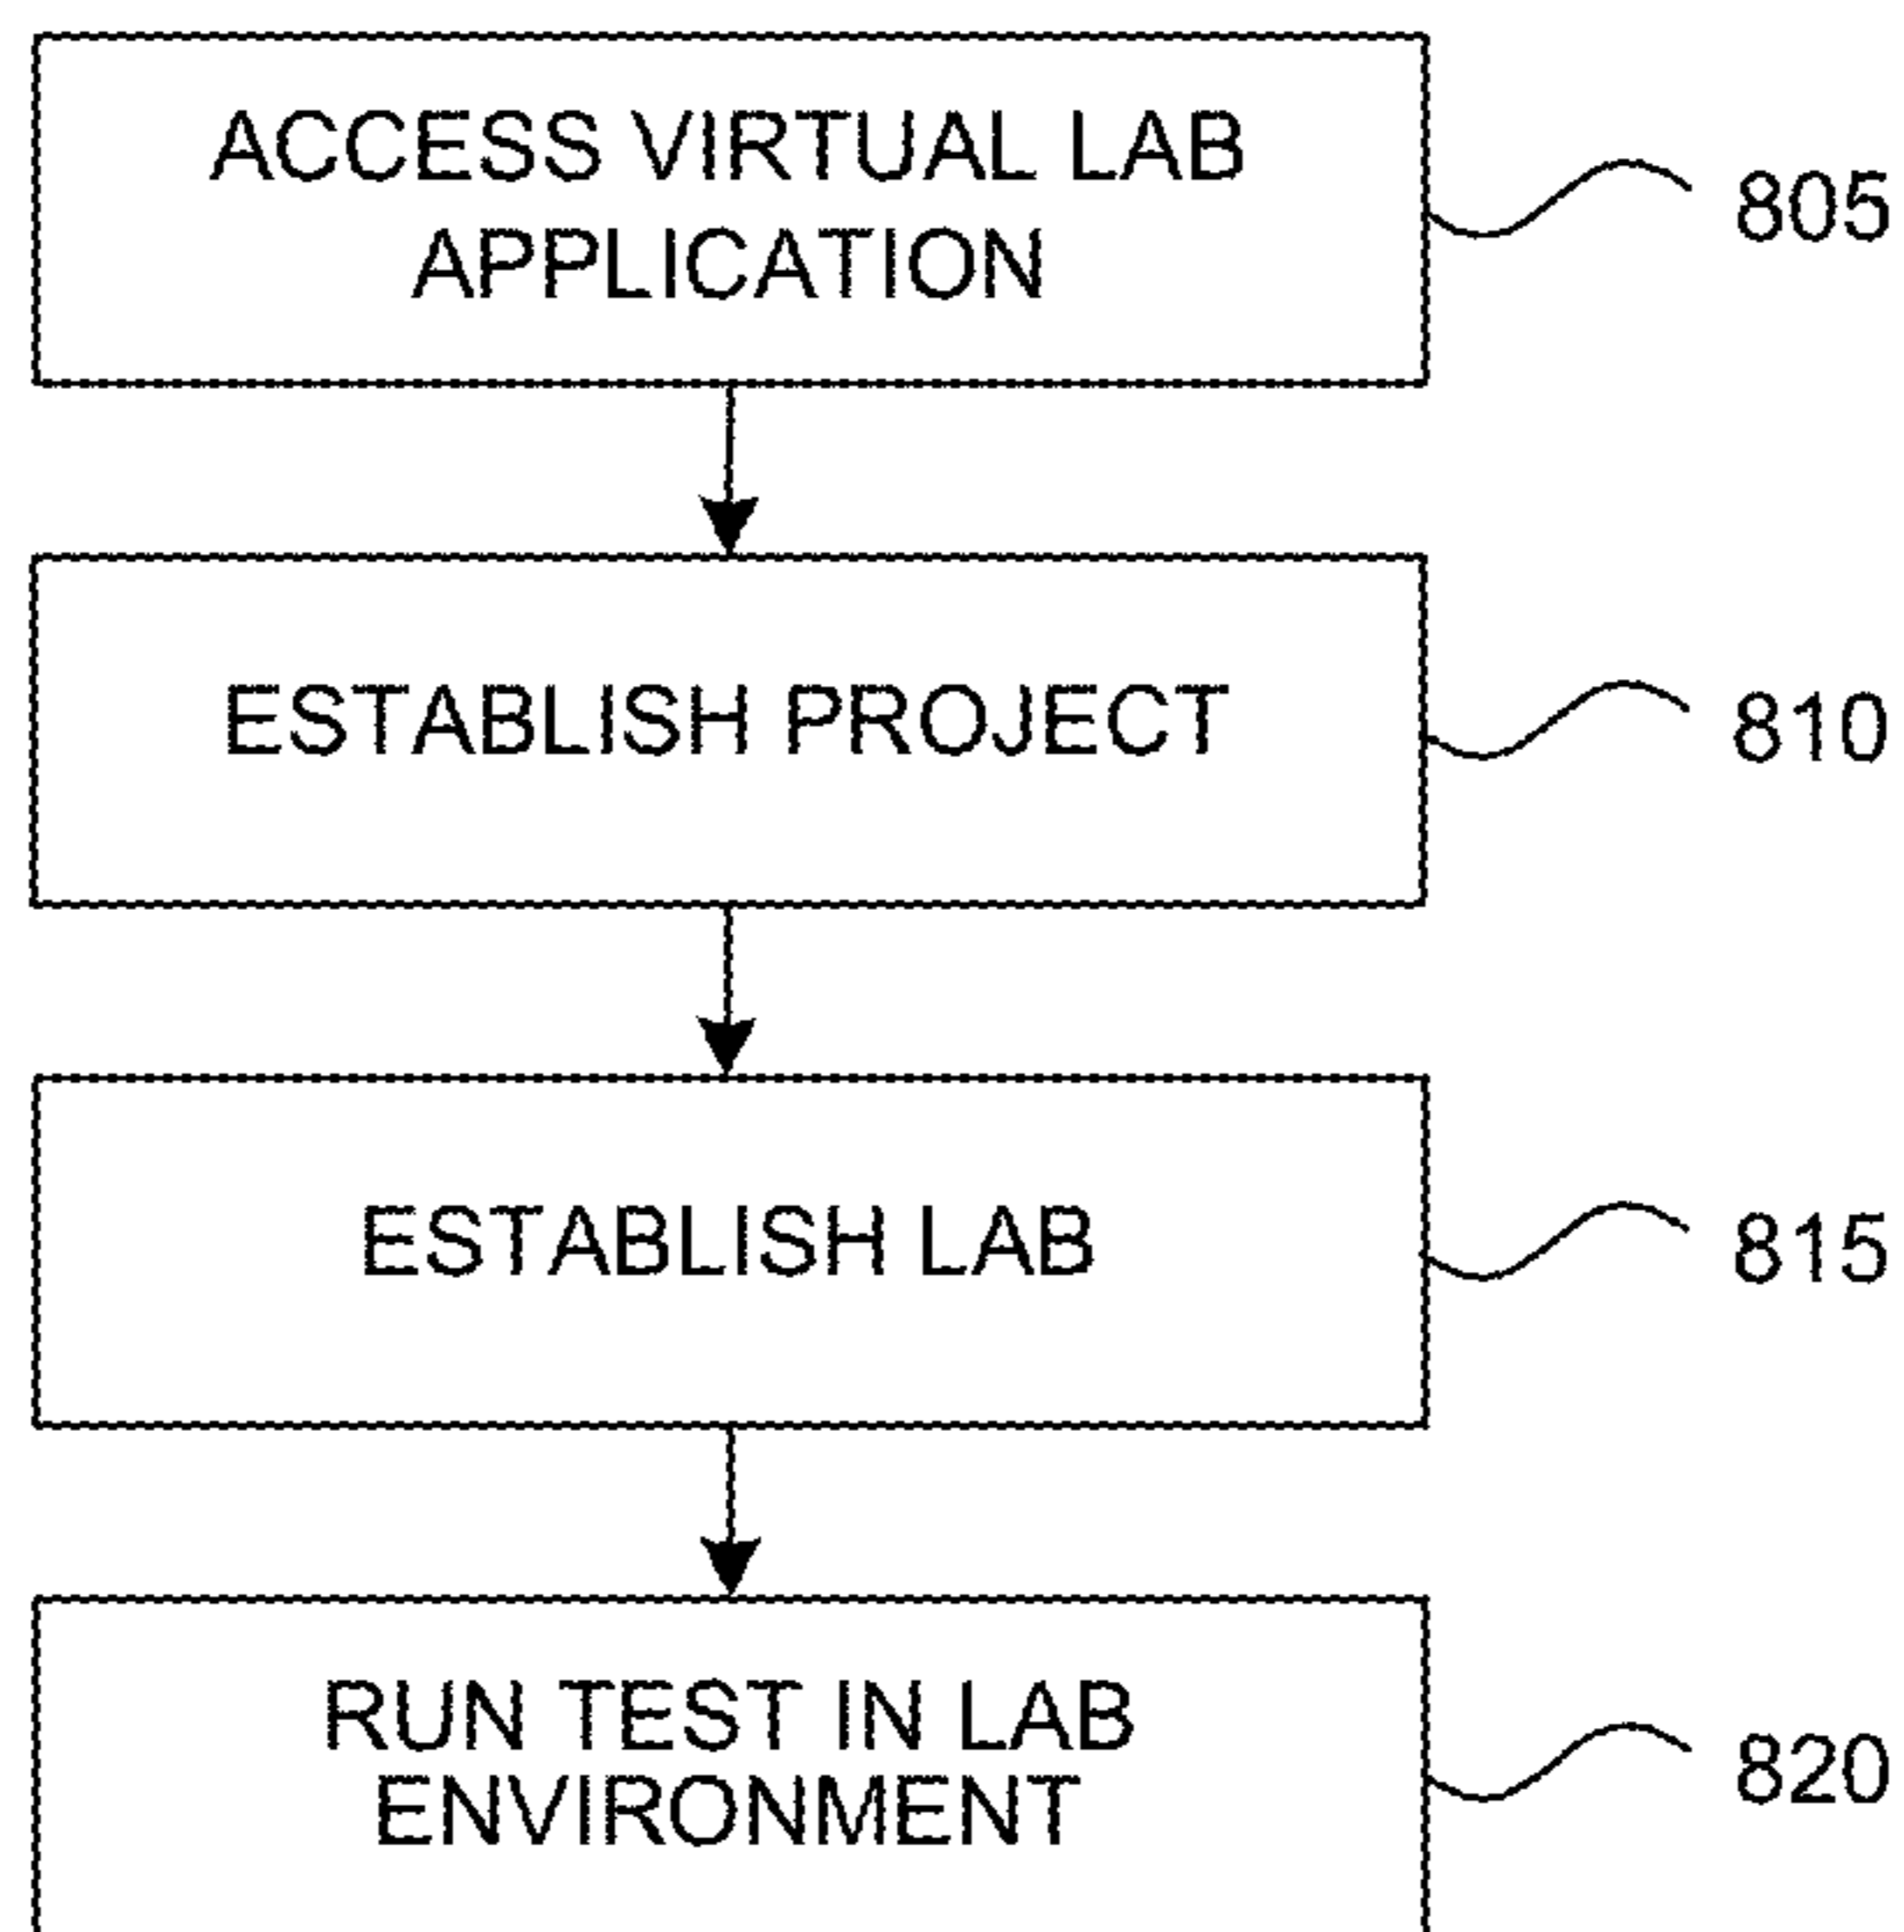 ACCESS VIRTUAL LAB
APPLICATION
805
ESTABLISH PROJECT
810
ESTABLISH LAB
815
RUN TEST IN LAB
ENVIRONMENT
820